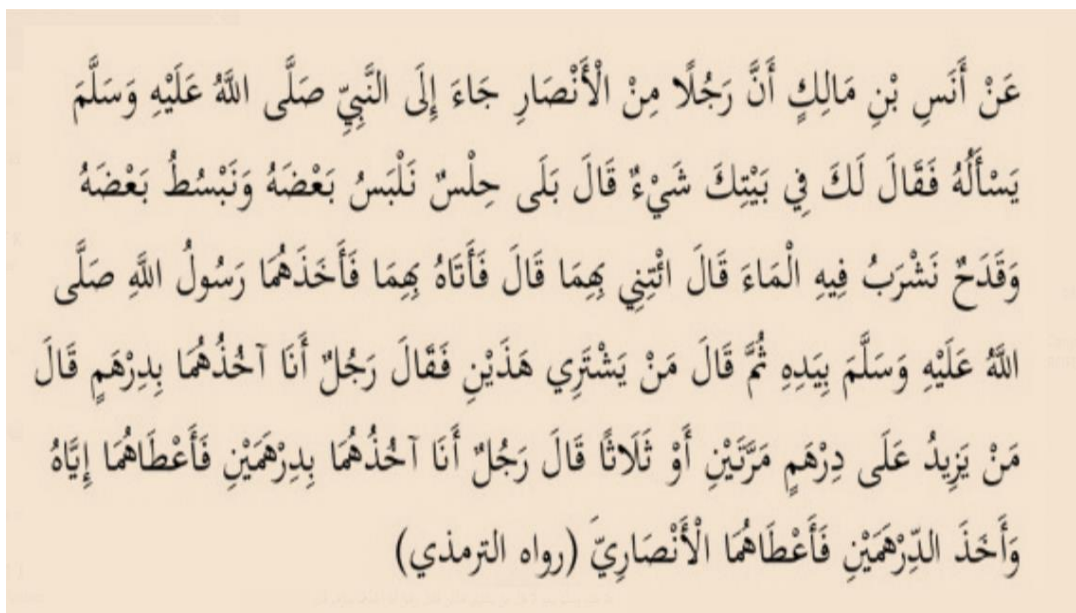 عَنْ أَنَسِ بْنِ مَالِكٍ أَنَّ رَجُلًا مِنْ الْأَنْصَارِ جَاءَ إِلَى النَّبِيِّ صَلَّى اللَّهُ عَلَيْهِ وَسَلَّمَ
يَسْأَلُهُ فَقَالَ لَكَ فِي بَيْتِكَ شَيْءٌ قَالَ بَلَى حِلْسٌ نَلْبَسُ بَعْضَهُ وَنَبْسُطُ بَعْضَهُ
وَقَدَحٌ نَشْرَبُ فِيهِ الْمَاءَ قَالَ ائْتِنِي بِهِمَا قَالَ فَأَتَاهُ بِهِمَا فَأَخَذَهُمَا رَسُولُ اللَّهِ صَلَّى
اللَّهُ عَلَيْهِ وَسَلَّمَ بِيَدِهِ ثُمَّ قَالَ مَنْ يَشْتَرِي هَذَيْنِ فَقَالَ رَجُلٌ أَنَا آخُذُهُمَا بِدِرْهَمٍ قَالَ
مَنْ يَزِيدُ عَلَى دِرْهَمٍ مَرَّتَيْنِ أَوْ ثَلَاثًا قَالَ رَجُلٌ أَنَا آخُذُهُمَا بِدِرْهَمَيْنِ فَأَعْطَاهُمَا إِيَّاهُ
وَأَخَذَ الدِّرْهَمَيْنِ فَأَعْطَاهُمَا الْأَنْصَارِيَّ (رواه الترمذي)